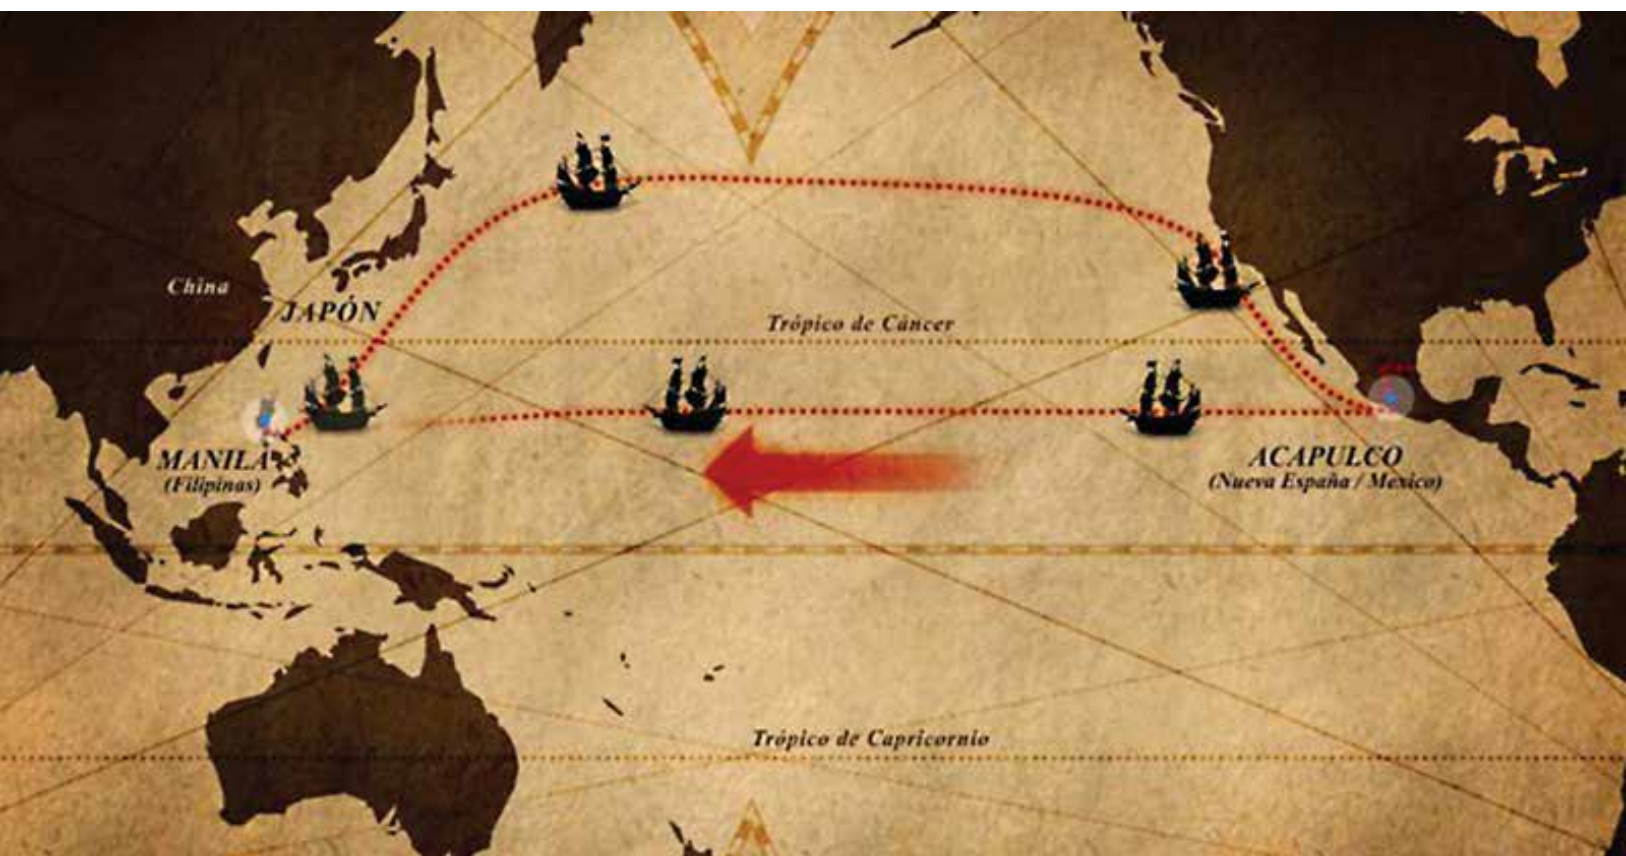 China
JAPÓN
Trópico de Cáncer
MANILA
(Filipinas)
ACAPULCO
(Nueva España / Mexico)
Trópico de Capricornio